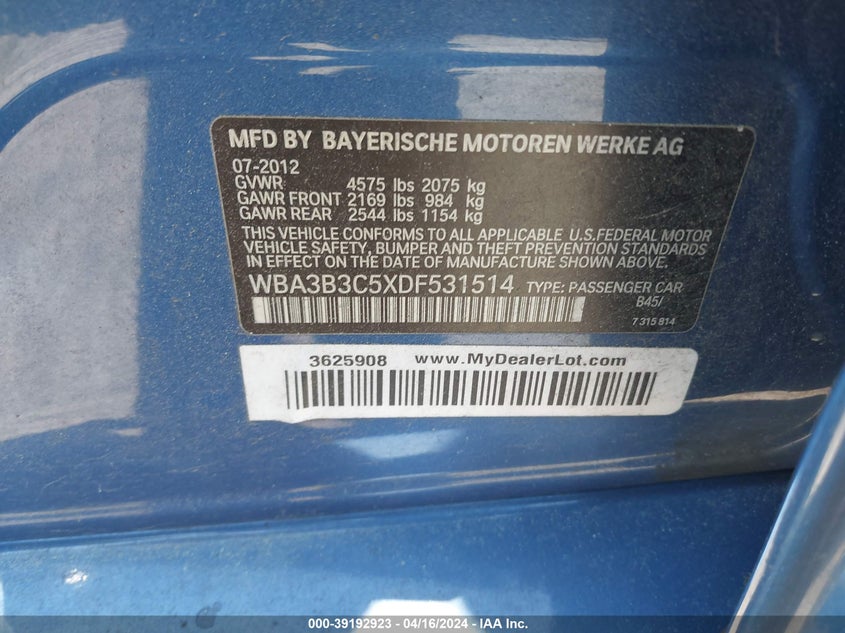 MFD BY BAYERISCHE MOTOREN WERKE AG
07-2012
GVWR 4575 lbs 2075 kg
GAWR FRONT 2169 lbs 984 kg
GAWR REAR 2544 lbs 1154 kg
THIS VEHICLE CONFORMS TO ALL APPLICABLE U.S.FEDERAL MOTOR
VEHICLE SAFETY, BUMPER AND THEFT PREVENTION STANDARDS
IN EFFECT ON THE DATE OF MANUFACTURE SHOWN ABOVE.
WBA3B3C5XDF531514 TYPE: PASSENGER CAR
B45/
7 315 814
3625908 www.MyDealerLot.com
000-39192923 - 04/16/2024 - IAA Inc.